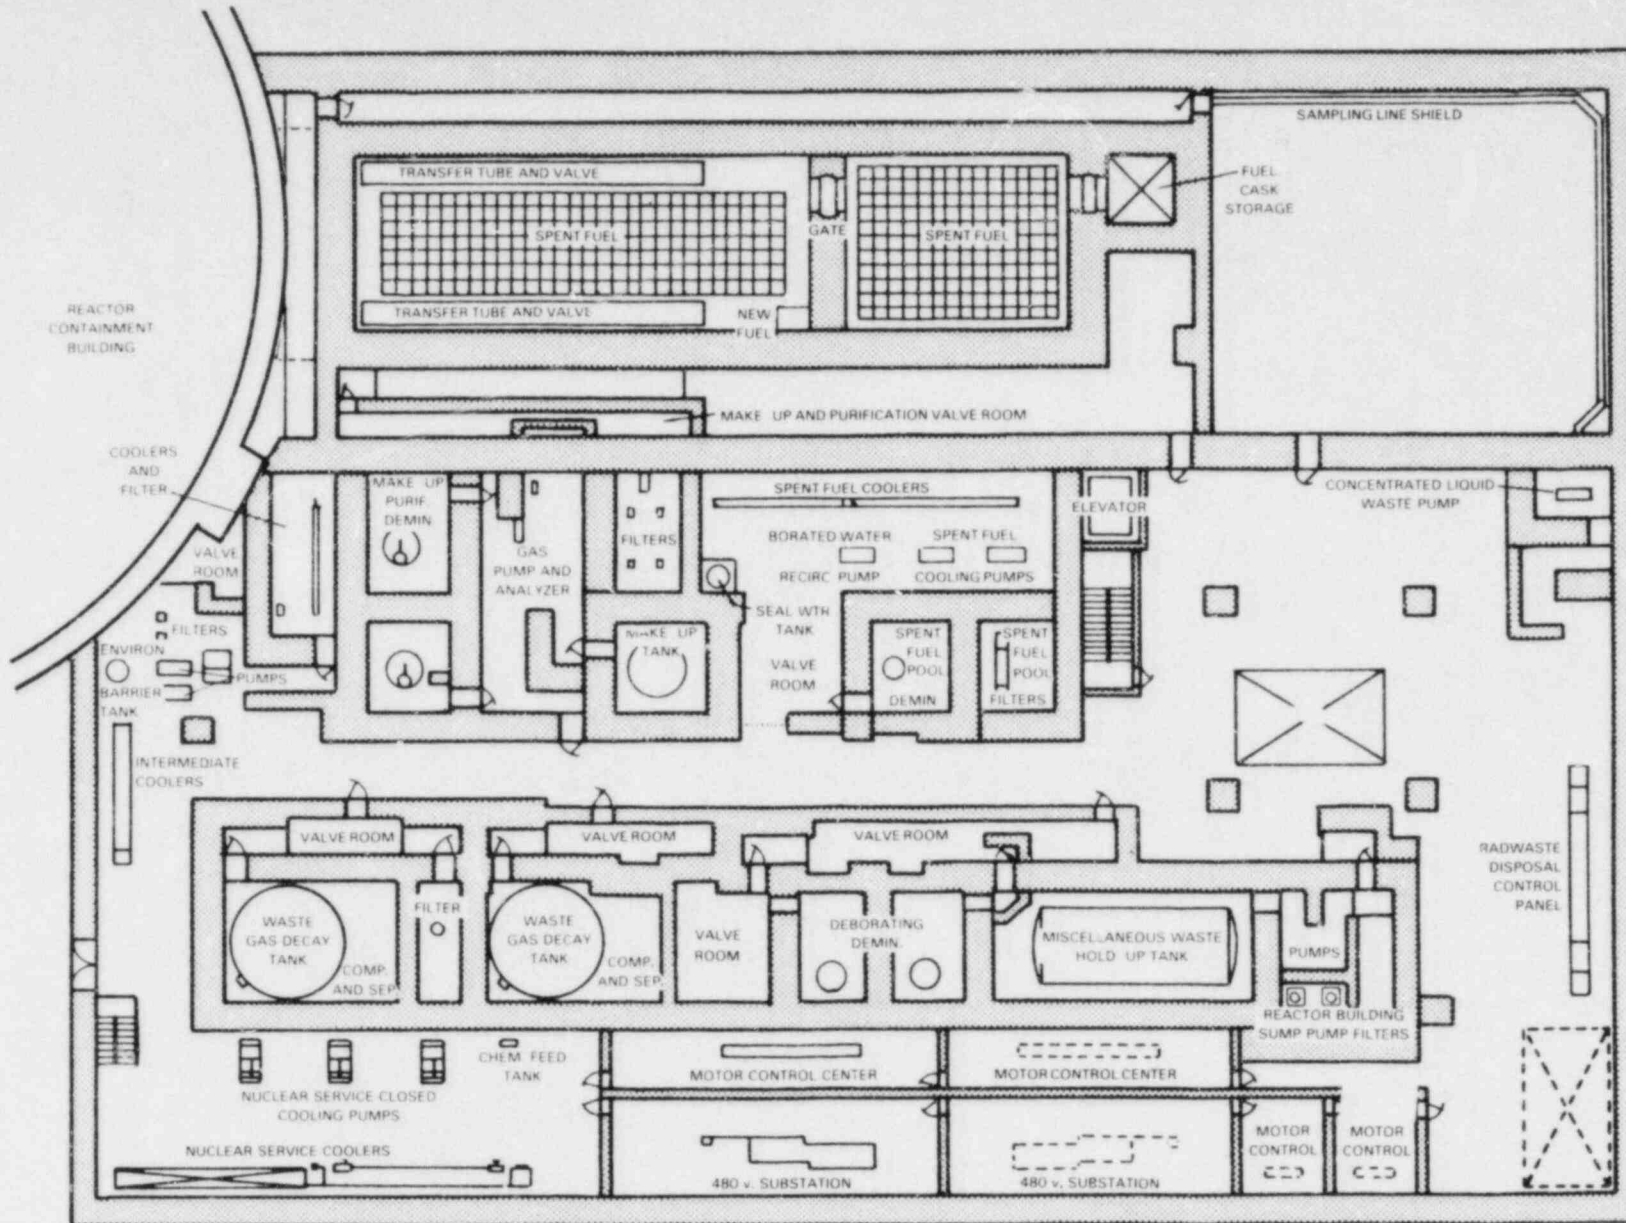 SAMPLING LINE SHIELD
TRANSFER TUBE AND VALVE
FUEL
CASK
STORAGE
SPENT FUEL
GATE
SPENT FUEL
TRANSFER TUBE AND VALVE
NEW
FUEL
REACTOR
CONTAINMENT
BUILDING
MAKE UP AND PURIFICATION VALVE ROOM
COOLERS
AND
FILTER
MAKE UP
PURIF.
DEMIN.
SPENT FUEL COOLERS
ELEVATOR
CONCENTRATED LIQUID
WASTE PUMP
VALVE
ROOM
GAS
PUMP AND
ANALYZER
FILTERS
BORATED WATER
RECIRC PUMP
SPENT FUEL
COOLING PUMPS
SEAL WTR
TANK
FILTERS
ENVIRON
BARRIER
TANK
PUMPS
MAKE UP
TANK
VALVE
ROOM
SPENT
FUEL
POOL
DEMIN
SPENT
FUEL
POOL
FILTERS
INTERMEDIATE
COOLERS
VALVE ROOM
VALVE ROOM
VALVE ROOM
RADWASTE
DISPOSAL
CONTROL
PANEL
WASTE
GAS DECAY
TANK
COMP.
AND SEP.
FILTER
WASTE
GAS DECAY
TANK
COMP.
AND SEP.
VALVE
ROOM
DEBORATING
DEMIN.
MISCELLANEOUS WASTE
HOLD UP TANK
PUMPS
REACTOR BUILDING
SUMP PUMP FILTERS
CHEM. FEED
TANK
NUCLEAR SERVICE CLOSED
COOLING PUMPS
MOTOR CONTROL CENTER
MOTOR CONTROL CENTER
NUCLEAR SERVICE COOLERS
480 v. SUBSTATION
480 v. SUBSTATION
MOTOR
CONTROL
MOTOR
CONTROL